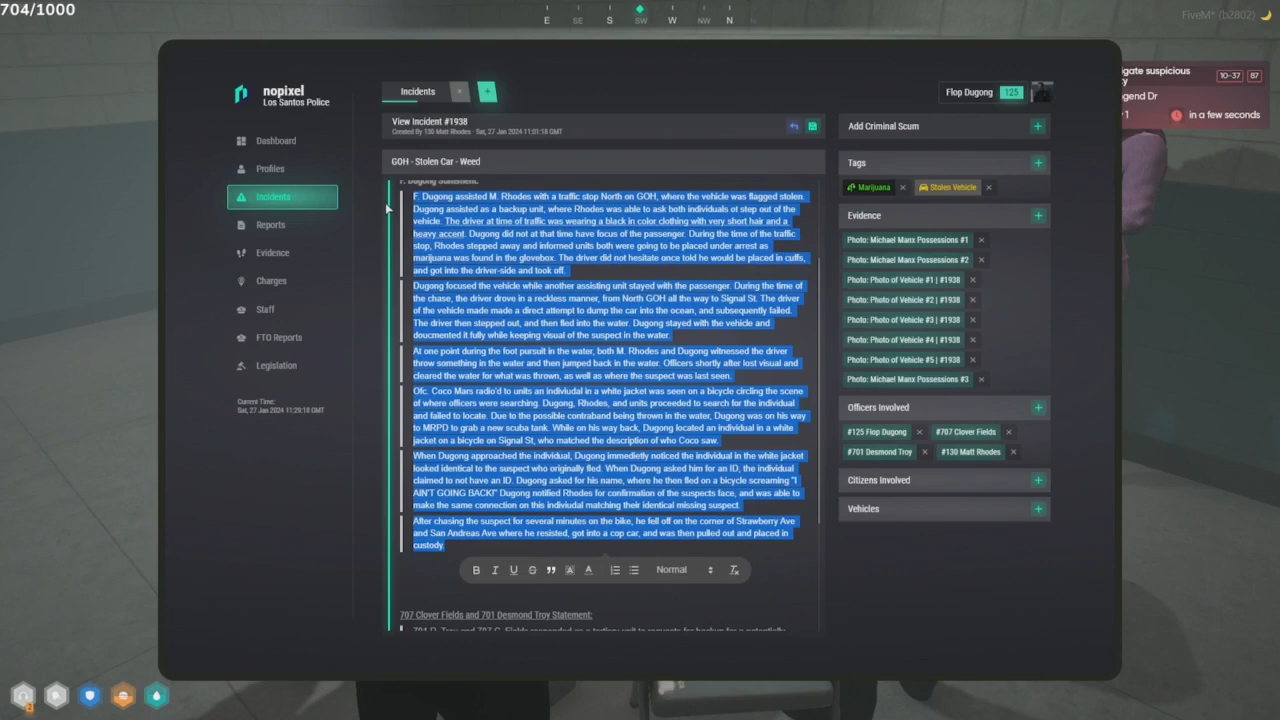 704/1000
E SE S SW W NW N
FiveM* (b2802)
nopixel
Los Santos Police
Dashboard
Profiles
Incidents
Reports
Evidence
Charges
Staff
FTO Reports
Legislation
Current Time:
Sat, 27 Jan 2024 11:29:18 GMT
Incidents
+
Flop Dugong 125
View Incident #1938
Created By 130 Matt Rhodes - Sat, 27 Jan 2024 11:01:18 GMT
GOH - Stolen Car - Weed
F. Dugong Statement:
F. Dugong assisted M. Rhodes with a traffic stop North on GOH, where the vehicle was flagged stolen.
Dugong assisted as a backup unit, where Rhodes was able to ask both individuals ot step out of the
vehicle. The driver at time of traffic was wearing a black in color clothing with very short hair and a
heavy accent. Dugong did not at that time have focus of the passenger. During the time of the traffic
stop, Rhodes stepped away and informed units both were going to be placed under arrest as
marijuana was found in the glovebox. The driver did not hesitate once told he would be placed in cuffs,
and got into the driver-side and took off.
Dugong focused the vehicle while another assisting unit stayed with the passenger. During the time of
the chase, the driver drove in a reckless manner, from North GOH all the way to Signal St. The driver
of the vehicle made made a direct attempt to dump the car into the ocean, and subsequently failed.
The driver then stepped out, and then fled into the water. Dugong stayed with the vehicle and
doucmented it fully while keeping visual of the suspect in the water.
At one point during the foot pursuit in the water, both M. Rhodes and Dugong witnessed the driver
throw something in the water and then jumped back in the water. Officers shortly after lost visual and
cleared the water for what was thrown, as well as where the suspect was last seen.
Ofc. Coco Mars radio'd to units an indiviudal in a white jacket was seen on a bicycle circling the scene
of where officers were searching. Dugong, Rhodes, and units proceeded to search for the individual
and failed to locate. Due to the possible contraband being thrown in the water, Dugong was on his way
to MRPD to grab a new scuba tank. While on his way back, Dugong located an individual in a white
jacket on a bicycle on Signal St, who matched the description of who Coco saw.
When Dugong approached the individual, Dugong immedietly noticed the individual in the white jacket
looked identical to the suspect who originally fled. When Dugong asked him for an ID, the individual
claimed to not have an ID. Dugong asked for his name, where he then fled on a bicycle screaming "I
AIN'T GOING BACK!" Dugong notified Rhodes for confirmation of the suspects face, and was able to
make the same connection on this indiviudal matching their identical missing suspect.
After chasing the suspect for several minutes on the bike, he fell off on the corner of Strawberry Ave
and San Andreas Ave where he resisted, got into a cop car, and was then pulled out and placed in
custody.
B I U S A A Normal
707 Clover Fields and 701 Desmond Troy Statement:
701 D. Troy and 707 C. Fields responded as a tertiary unit to requests for backup for a potentially
Add Criminal Scum +
Tags +
Marijuana × Stolen Vehicle ×
Evidence +
Photo: Michael Manx Possessions #1 ×
Photo: Michael Manx Possessions #2 ×
Photo: Photo of Vehicle #1 | #1938 ×
Photo: Photo of Vehicle #2 | #1938 ×
Photo: Photo of Vehicle #3 | #1938 ×
Photo: Photo of Vehicle #4 | #1938 ×
Photo: Photo of Vehicle #5 | #1938 ×
Photo: Michael Manx Possessions #3 ×
Officers Involved +
#125 Flop Dugong × #707 Clover Fields ×
#701 Desmond Troy × #130 Matt Rhodes ×
Citizens Involved +
Vehicles +
igate suspicious
y 10-37 87
gend Dr
1 in a few seconds
2